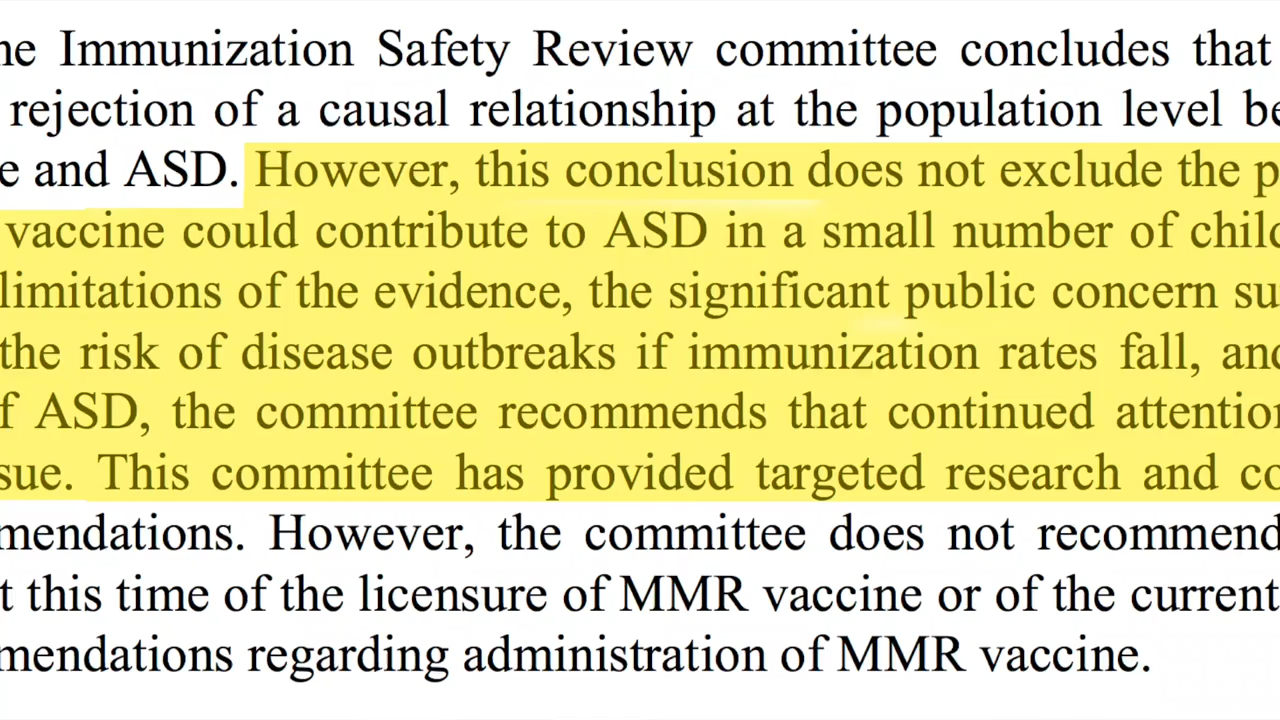 he Immunization Safety Review committee concludes that
rejection of a causal relationship at the population level be
e and ASD. However, this conclusion does not exclude the p
vaccine could contribute to ASD in a small number of child
limitations of the evidence, the significant public concern su
the risk of disease outbreaks if immunization rates fall, and
f ASD, the committee recommends that continued attention
sue. This committee has provided targeted research and co
mendations. However, the committee does not recommend
t this time of the licensure of MMR vaccine or of the current
mendations regarding administration of MMR vaccine.